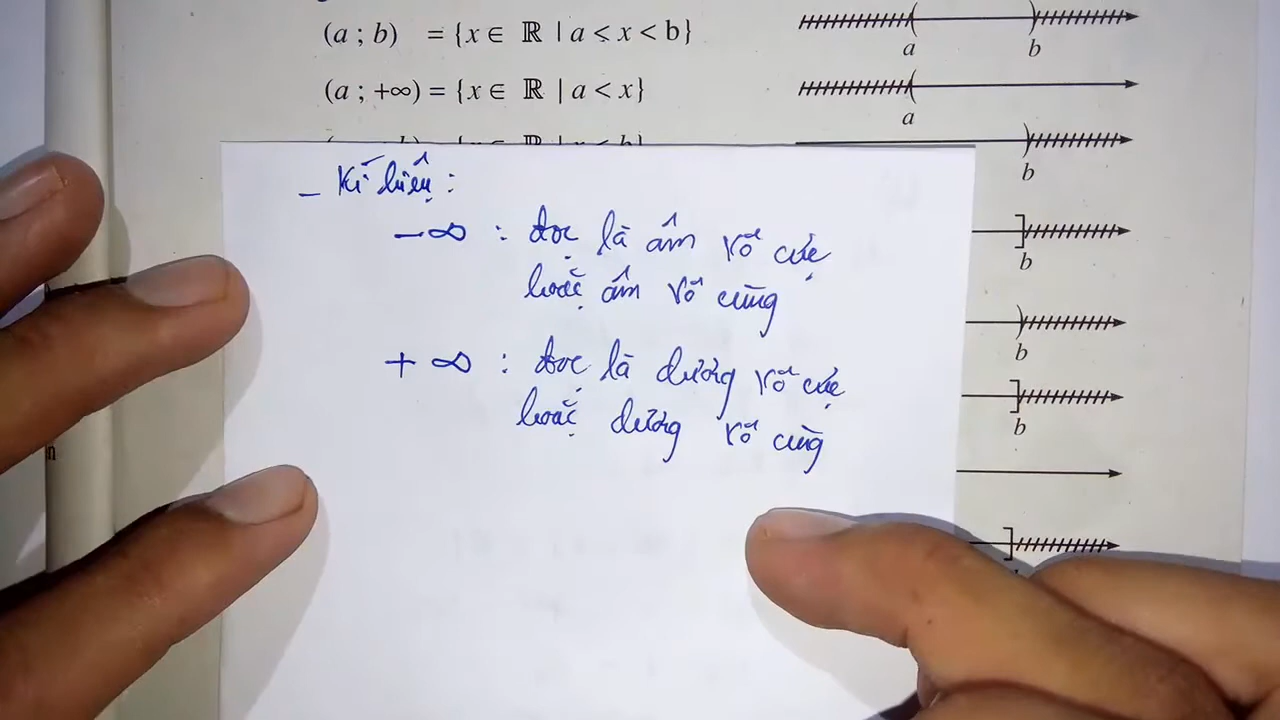 (a ; b) = {x ∈ ℝ | a < x < b}
a b
(a ; +∞) = {x ∈ ℝ | a < x}
a
b
_ Kí hiệu :
-∞ : đọc là âm vô cực
hoặc âm vô cùng
b
+ ∞ : đọc là dương vô cực
hoặc dương vô cùng
b
b
n